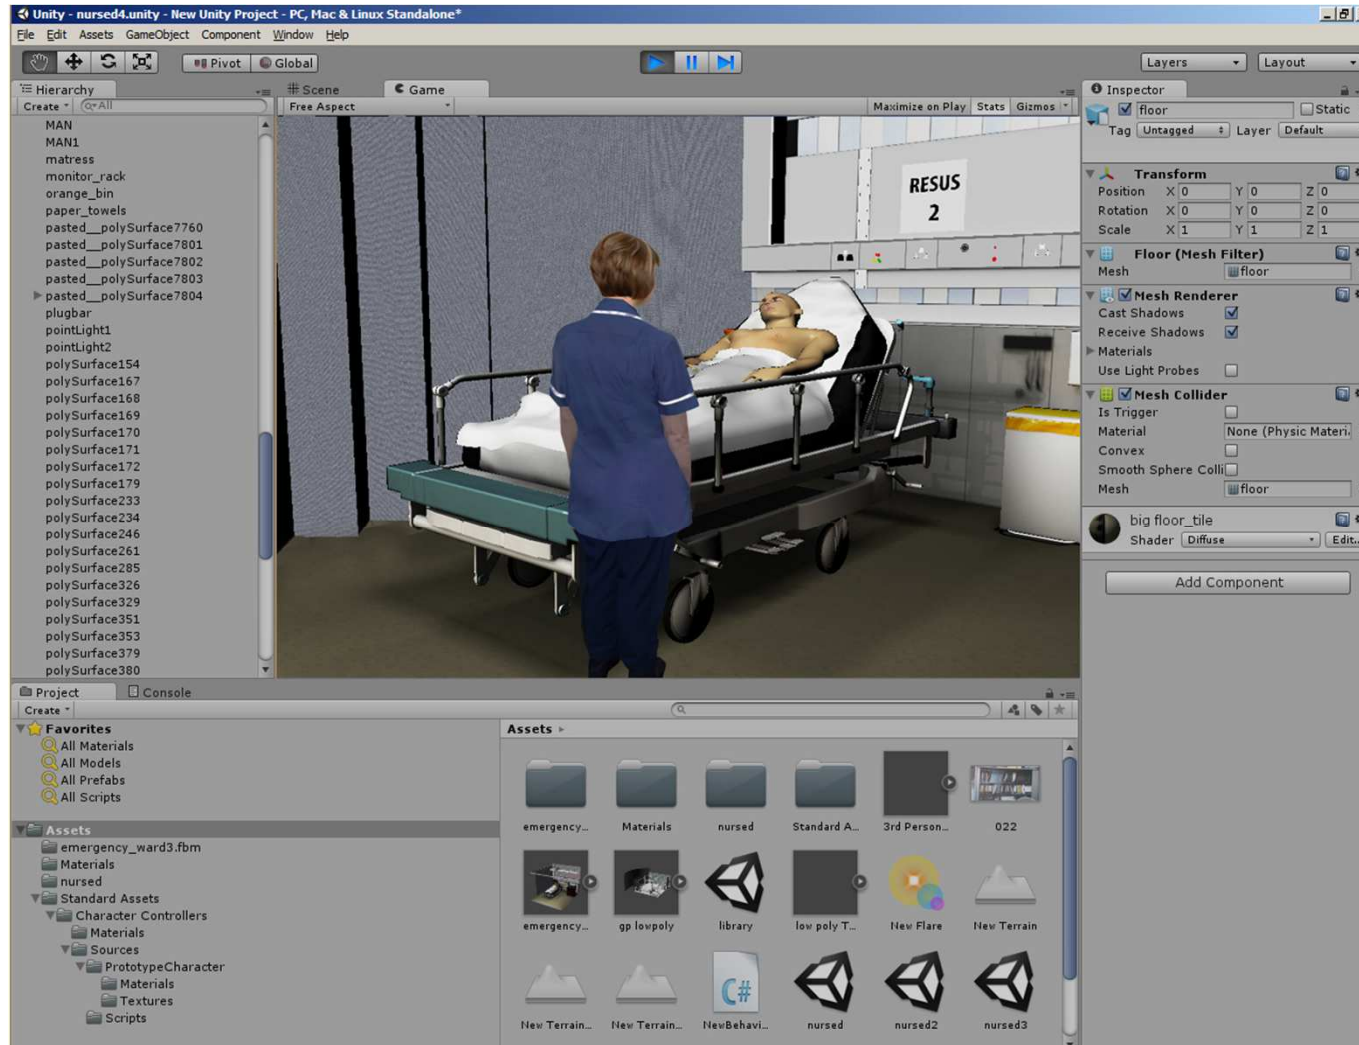 Unity - nursed4.unity - New Unity Project - PC, Mac & Linux Standalone*
File Edit Assets GameObject Component Window Help
Pivot Global Layers Layout
Hierarchy
Create All
MAN
MAN1
matress
monitor_rack
orange_bin
paper_towels
pasted__polySurface7760
pasted__polySurface7801
pasted__polySurface7802
pasted__polySurface7803
pasted__polySurface7804
plugbar
pointLight1
pointLight2
polySurface154
polySurface167
polySurface168
polySurface169
polySurface170
polySurface171
polySurface172
polySurface179
polySurface233
polySurface234
polySurface246
polySurface261
polySurface285
polySurface326
polySurface329
polySurface351
polySurface353
polySurface379
polySurface380
Scene Game
Free Aspect Maximize on Play Stats Gizmos
RESUS
2
Inspector
floor Static
Tag Untagged Layer Default
Transform
Position X 0 Y 0 Z 0
Rotation X 0 Y 0 Z 0
Scale X 1 Y 1 Z 1
Floor (Mesh Filter)
Mesh floor
Mesh Renderer
Cast Shadows
Receive Shadows
Materials
Use Light Probes
Mesh Collider
Is Trigger
Material None (Physic Materi
Convex
Smooth Sphere Colli
Mesh floor
big floor_tile
Shader Diffuse Edit..
Add Component
Project Console
Create
Favorites
All Materials
All Models
All Prefabs
All Scripts
Assets
emergency_ward3.fbm
Materials
nursed
Standard Assets
Character Controllers
Materials
Sources
PrototypeCharacter
Materials
Textures
Scripts
Assets
emergency... Materials nursed Standard A... 3rd Person... 022
emergency... gp lowpoly library low poly T... New Flare New Terrain
New Terrain... New Terrain... NewBehavi... nursed nursed2 nursed3
C#